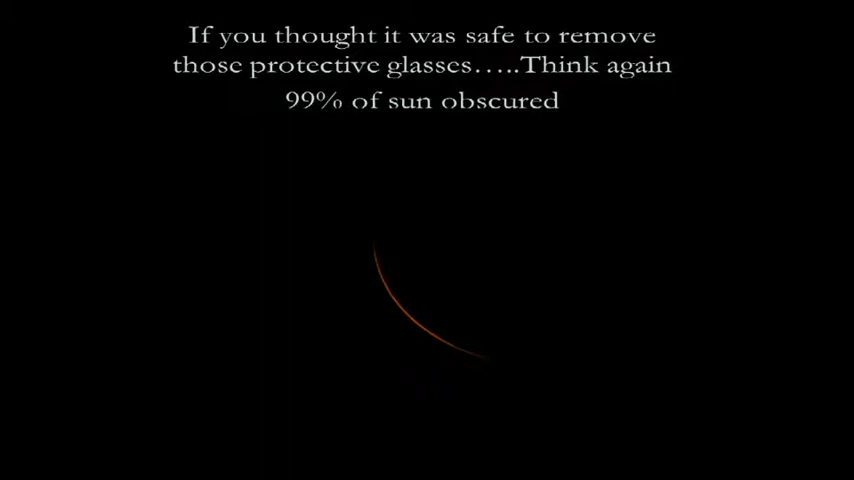 If you thought it was safe to remove
those protective glasses.....Think again
99% of sun obscured